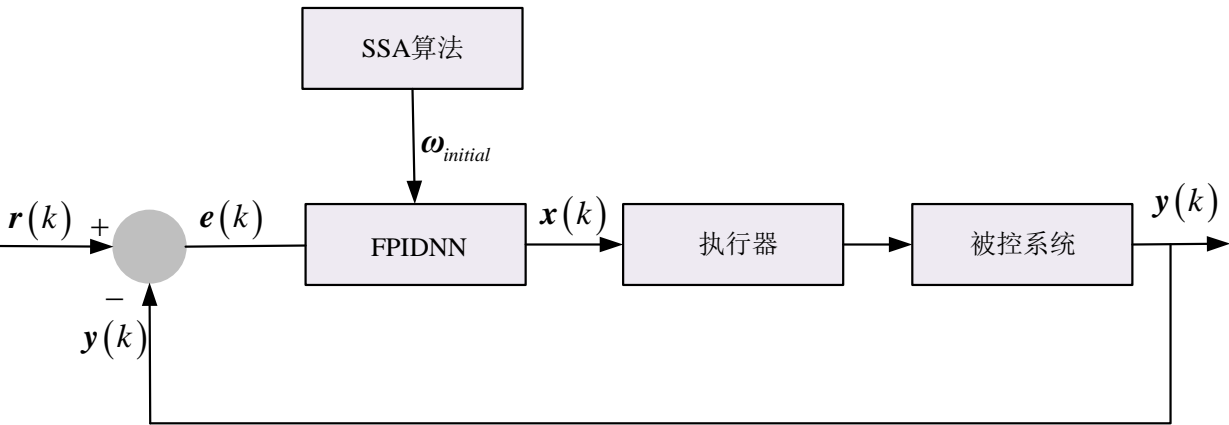 SSA算法
ω_initial
r(k)
+
e(k)
FPIDNN
x(k)
执行器
被控系统
y(k)
−
y(k)